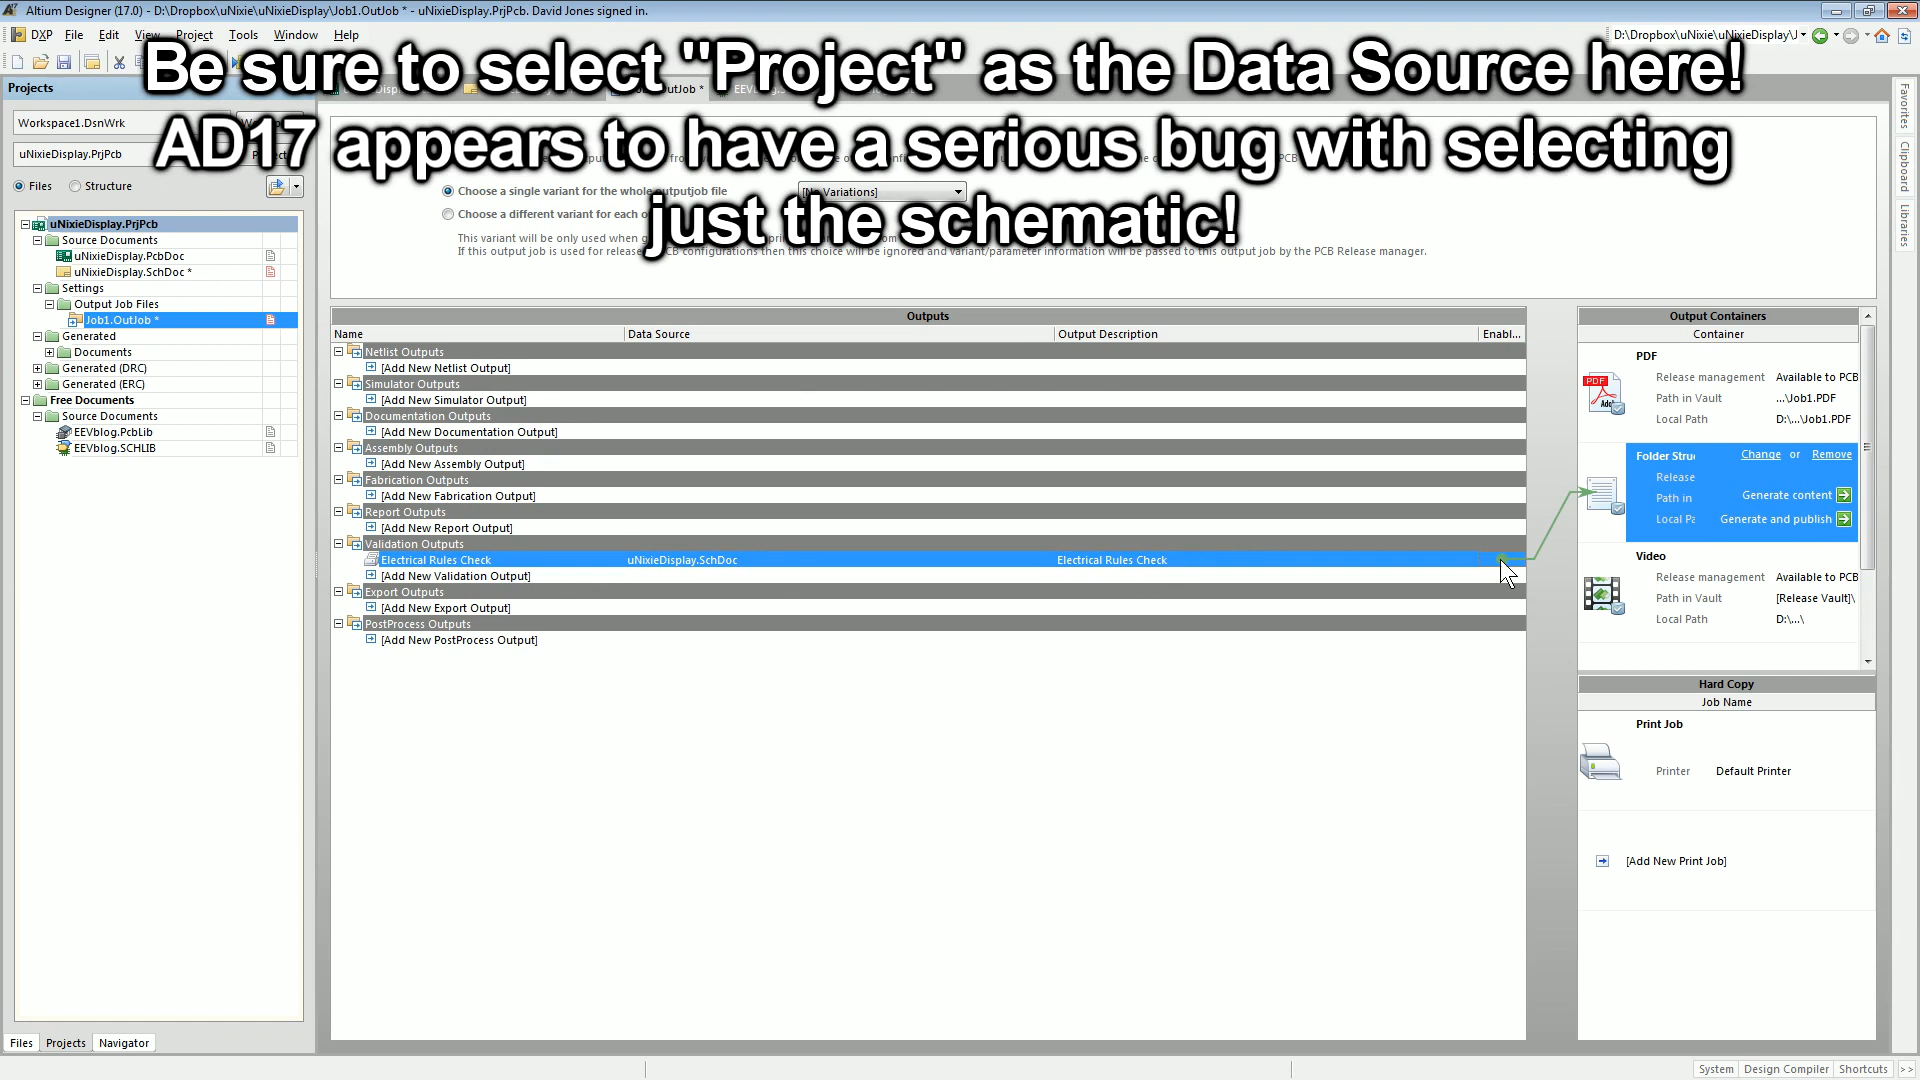 Altium Designer (17.0) - D:\Dropbox\uNixie\uNixieDisplay\Job1.OutJob * - uNixieDisplay.PrjPcb. David Jones signed in.
DXP File Edit View Project Tools Window Help
D:\Dropbox\uNixie\uNixieDisplay\J
Be sure to select "Project" as the Data Source here!
AD17 appears to have a serious bug with selecting
just the schematic!
Projects
Workspace1.DsnWrk
uNixieDisplay.PrjPcb
Files Structure
uNixieDisplay.PrjPcb
Source Documents
uNixieDisplay.PcbDoc
uNixieDisplay.SchDoc *
Settings
Output Job Files
Job1.OutJob *
Generated
Documents
Generated (DRC)
Generated (ERC)
Free Documents
Source Documents
EEVblog.PcbLib
EEVblog.SCHLIB
Files Projects Navigator
Choose a single variant for the whole outputjob file
Choose a different variant for each
This variant will be only used when
If this output job is used for configurations then this choice will be ignored and variant/parameter information will be passed to this output job by the PCB Release manager.
Outputs
Name Data Source Output Description Enabl...
Netlist Outputs
[Add New Netlist Output]
Simulator Outputs
[Add New Simulator Output]
Documentation Outputs
[Add New Documentation Output]
Assembly Outputs
[Add New Assembly Output]
Fabrication Outputs
[Add New Fabrication Output]
Report Outputs
[Add New Report Output]
Validation Outputs
Electrical Rules Check uNixieDisplay.SchDoc Electrical Rules Check
[Add New Validation Output]
Export Outputs
[Add New Export Output]
PostProcess Outputs
[Add New PostProcess Output]
Output Containers
Container
PDF
Release management Available to PCB
Path in Vault ...\Job1.PDF
Local Path D:\...\Job1.PDF
Folder Stru Change or Remove
Release
Path in Generate content
Local Pa Generate and publish
Video
Release management Available to PCB
Path in Vault [Release Vault]\
Local Path D:\...\
Hard Copy
Job Name
Print Job
Printer Default Printer
[Add New Print Job]
Favorites
Clipboard
Libraries
System Design Compiler Shortcuts >>